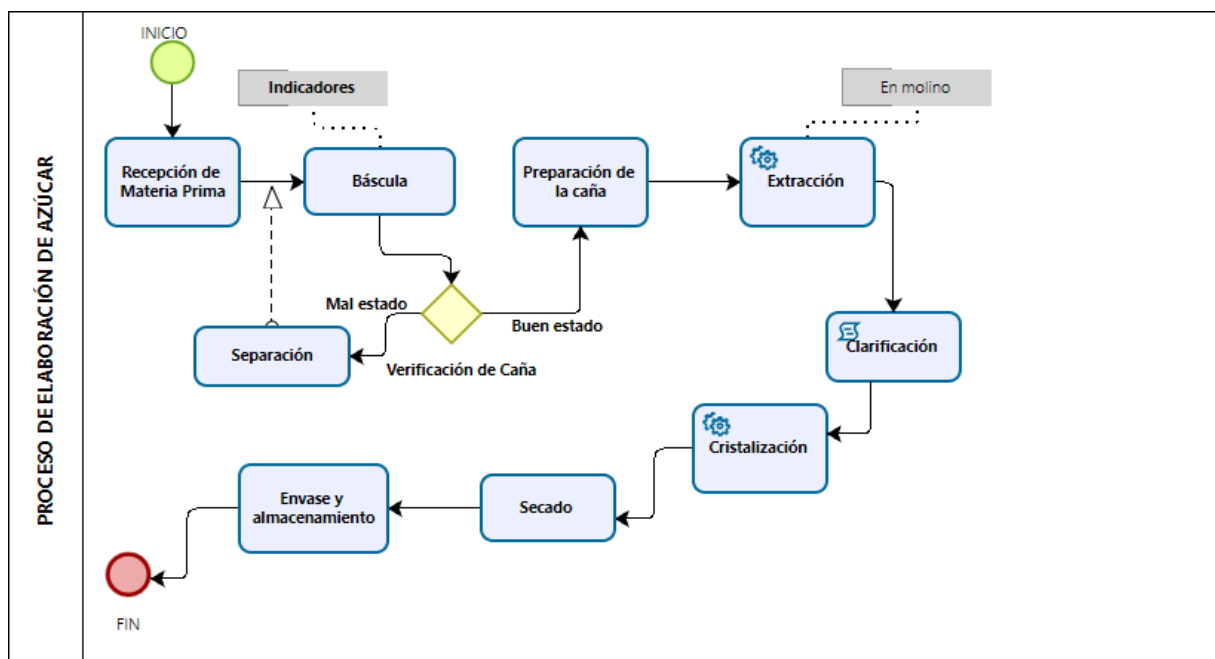 PROCESO DE ELABORACIÓN DE AZÚCAR
INICIO
Indicadores
En molino
Recepción de
Materia Prima
Báscula
Preparación de
la caña
Extracción
Mal estado
Buen estado
Separación
Verificación de Caña
Clarificación
Cristalización
Envase y
almacenamiento
Secado
FIN